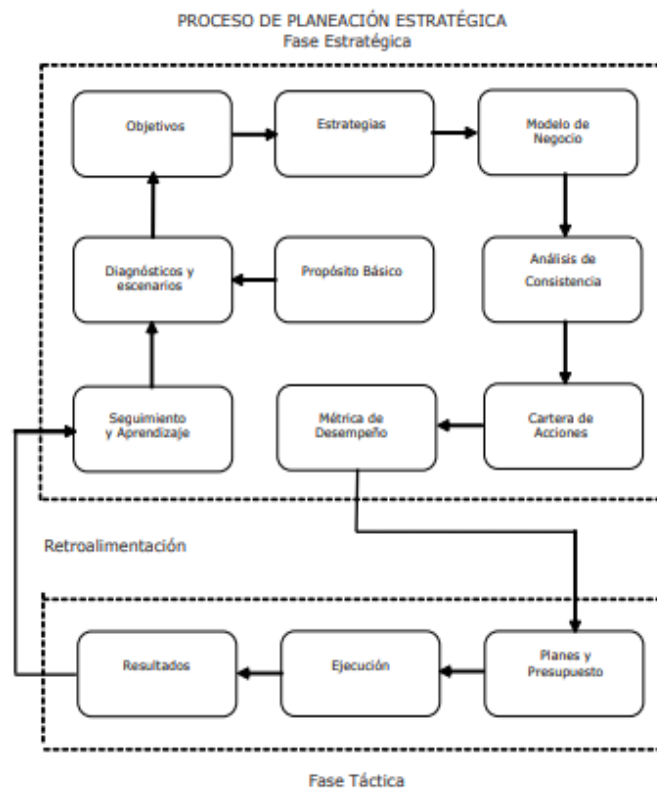 PROCESO DE PLANEACIÓN ESTRATÉGICA
Fase Estratégica
Objetivos
Estrategias
Modelo de
Negocio
Diagnósticos y
escenarios
Propósito Básico
Análisis de
Consistencia
Seguimiento
y Aprendizaje
Métrica de
Desempeño
Cartera de
Acciones
Retroalimentación
Resultados
Ejecución
Planes y
Presupuesto
Fase Táctica